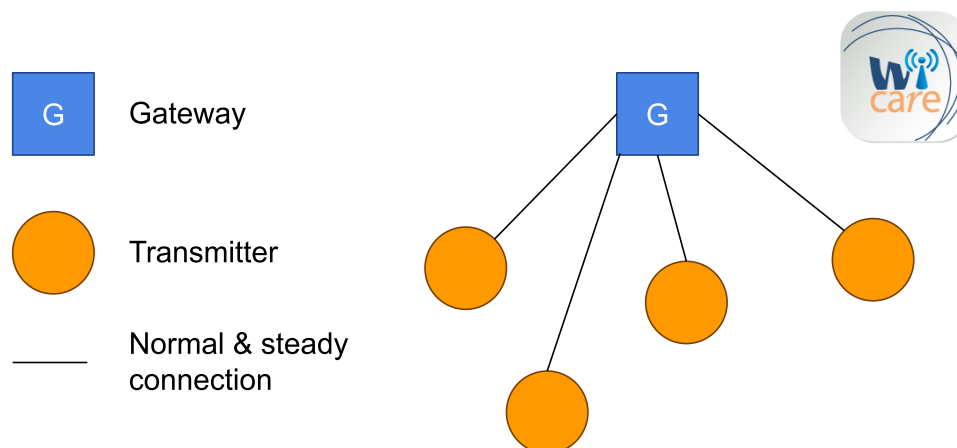 G
Gateway
Transmitter
Normal & steady
connection
G
Wi
care